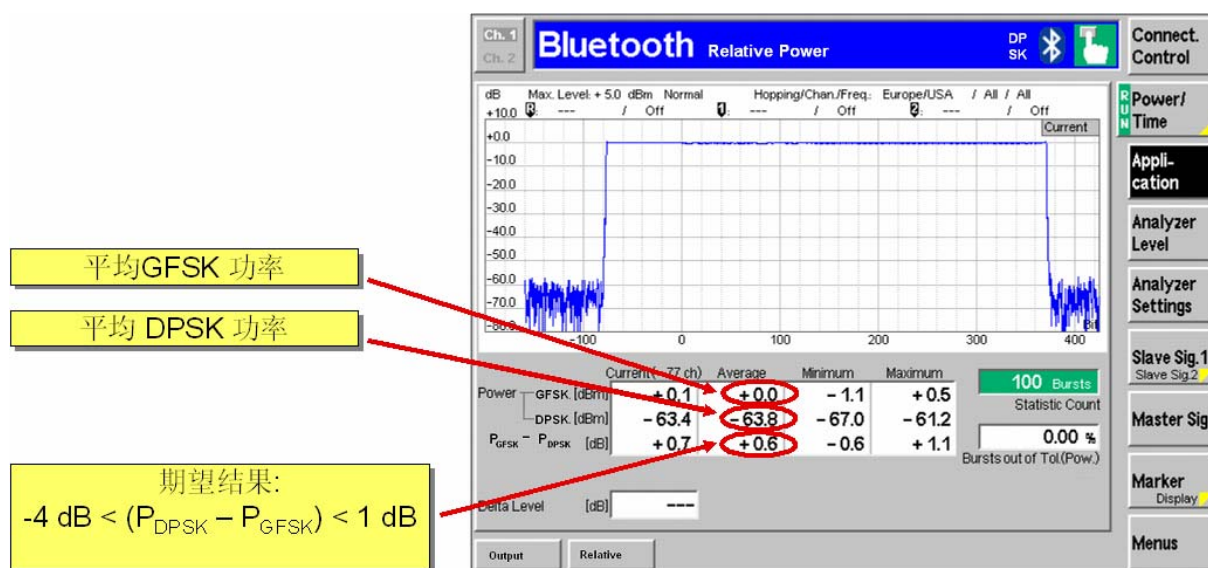 Ch. 1
Ch. 2
Bluetooth Relative Power
DP
SK
Connect.
Control
dB Max. Level: + 5.0 dBm Normal Hopping/Chan./Freq.: Europe/USA / All / All
R: --- / Off 1: --- / Off 2: --- / Off
Current
+10.0
+0.0
-10.0
-20.0
-30.0
-40.0
-50.0
-60.0
-70.0
-80.0
-100 0 100 200 300 400
Bit
RUN
Power/
Time
Appli-
cation
Analyzer
Level
Analyzer
Settings
Slave Sig.1
Slave Sig.2
Master Sig
Marker
Display
Menus
平均GFSK 功率
平均 DPSK 功率
期望结果:
-4 dB < (PDPSK – PGFSK) < 1 dB
Current( 77 ch) Average Minimum Maximum
Power GFSK [dBm] + 0.1 + 0.0 - 1.1 + 0.5
DPSK [dBm] - 63.4 - 63.8 - 67.0 - 61.2
PGFSK - PDPSK [dB] + 0.7 + 0.6 - 0.6 + 1.1
100 Bursts
Statistic Count
0.00 %
Bursts out of Tol.(Pow.)
Delta Level [dB] ---
Output
Relative